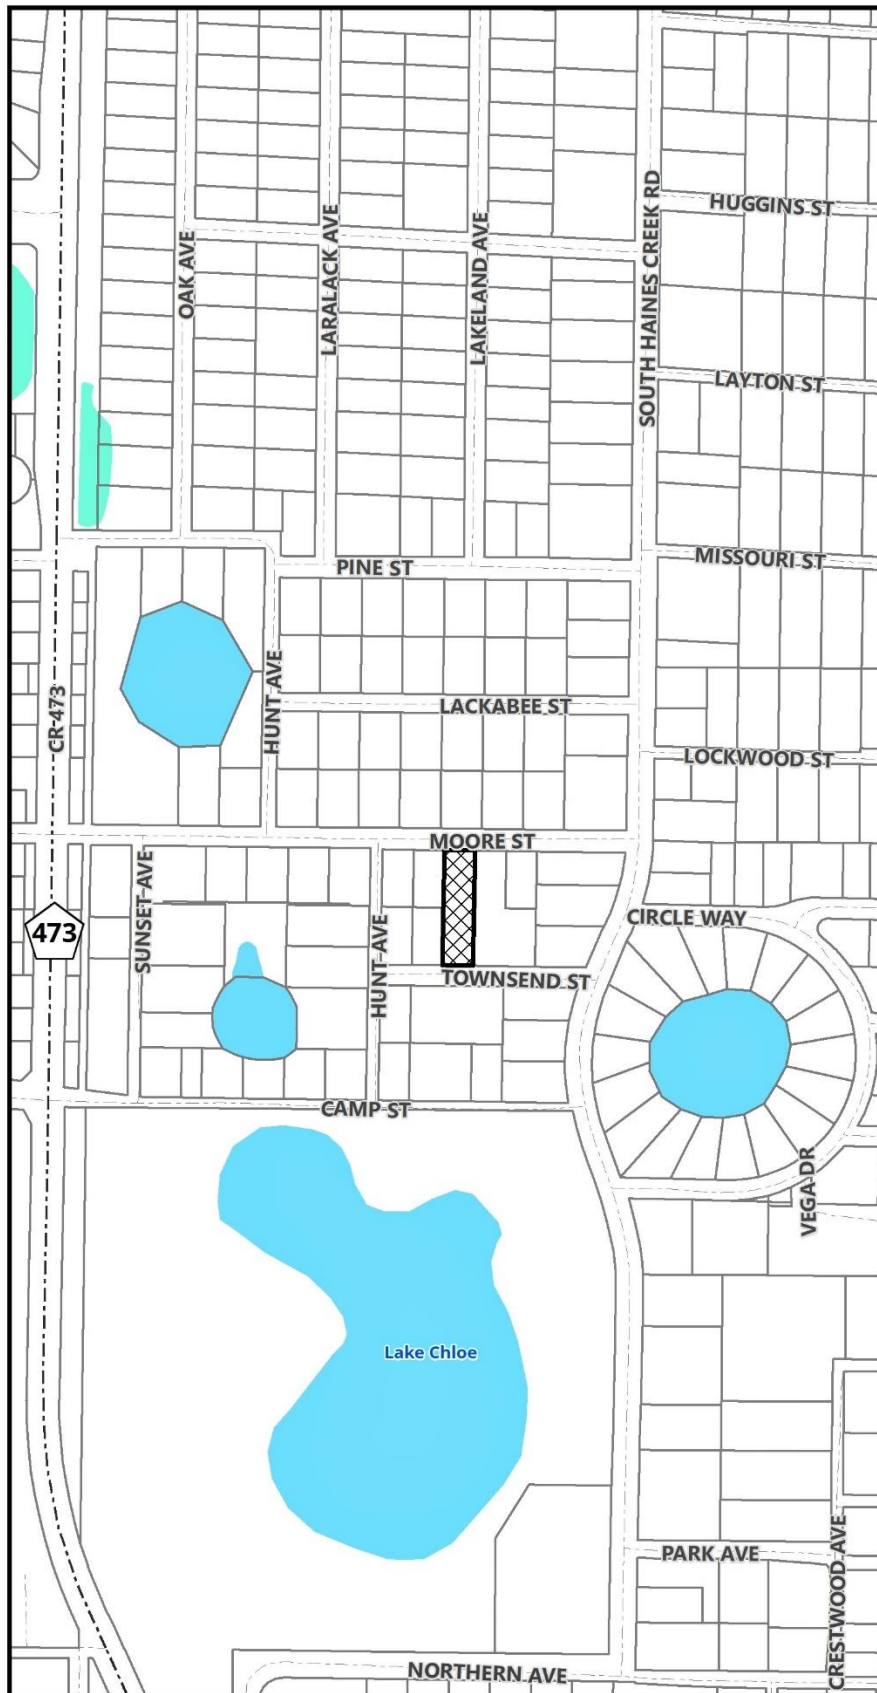 HUGGINS ST
OAK AVE
LARALACK AVE
LAKELAND AVE
SOUTH HAINES CREEK RD
LAYTON ST
MISSOURI ST
PINE ST
HUNT AVE
CR 473
LACKABEE ST
LOCKWOOD ST
MOORE ST
SUNSET AVE
CIRCLE WAY
473
HUNT AVE
TOWNSEND ST
CAMP ST
VEGA DR
Lake Chloe
PARK AVE
CRESTWOOD AVE
NORTHERN AVE